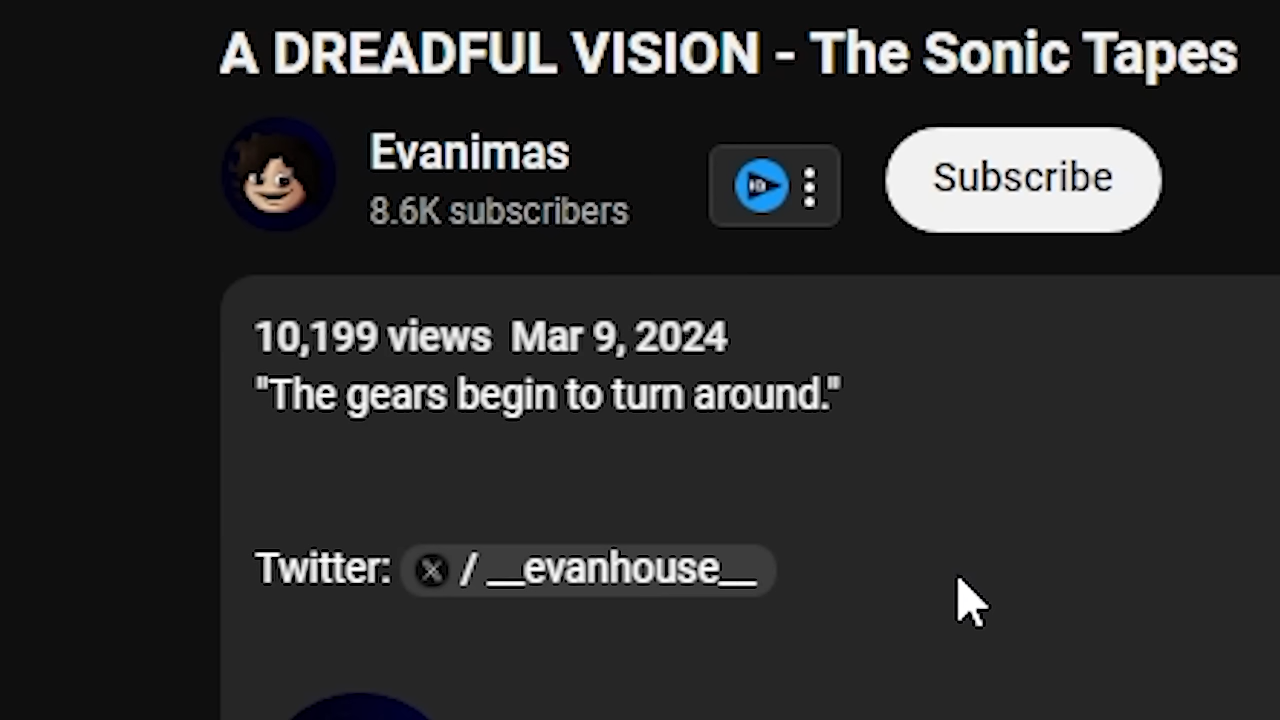 A DREADFUL VISION - The Sonic Tapes
Evanimas
8.6K subscribers
Subscribe
10,199 views  Mar 9, 2024
"The gears begin to turn around."
Twitter: / __evanhouse__